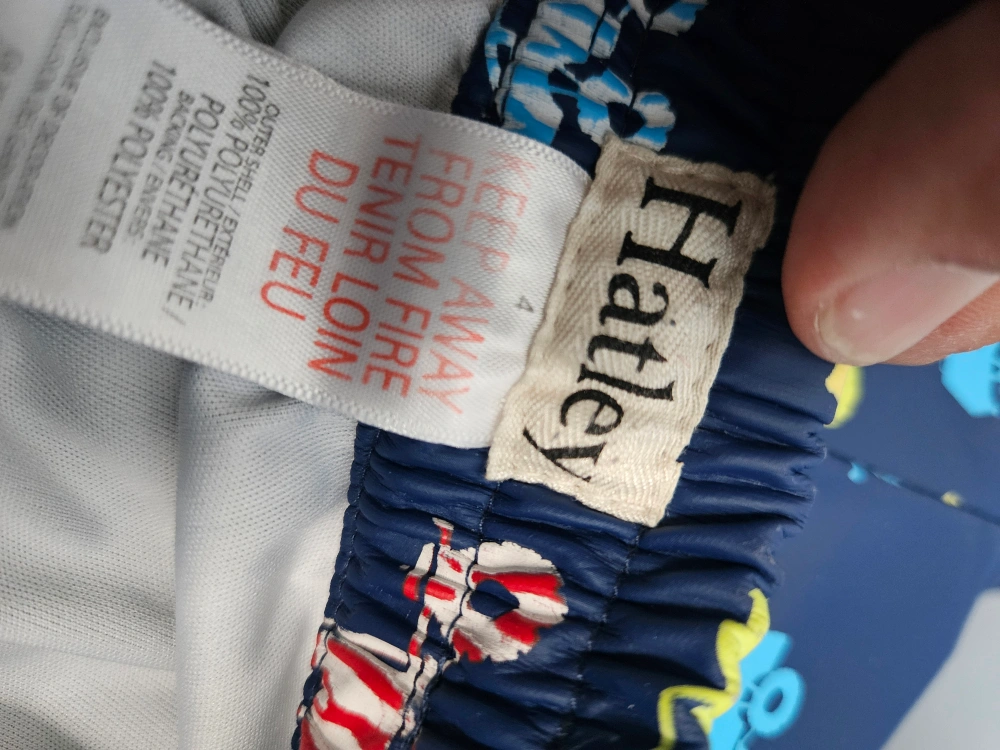 Hatley
4
KEEP AWAY
FROM FIRE
TENIR LOIN
DU FEU
OUTER SHELL EXTERIEUR:
100% POLYURETHANE /
POLYURETHANE
BACKING / ENVERS:
100% POLYESTER